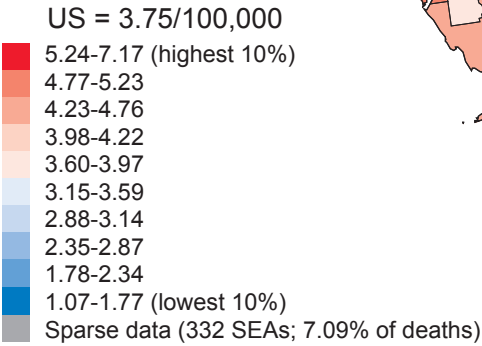 US = 3.75/100,000
5.24-7.17 (highest 10%)
4.77-5.23
4.23-4.76
3.98-4.22
3.60-3.97
3.15-3.59
2.88-3.14
2.35-2.87
1.78-2.34
1.07-1.77 (lowest 10%)
Sparse data (332 SEAs; 7.09% of deaths)